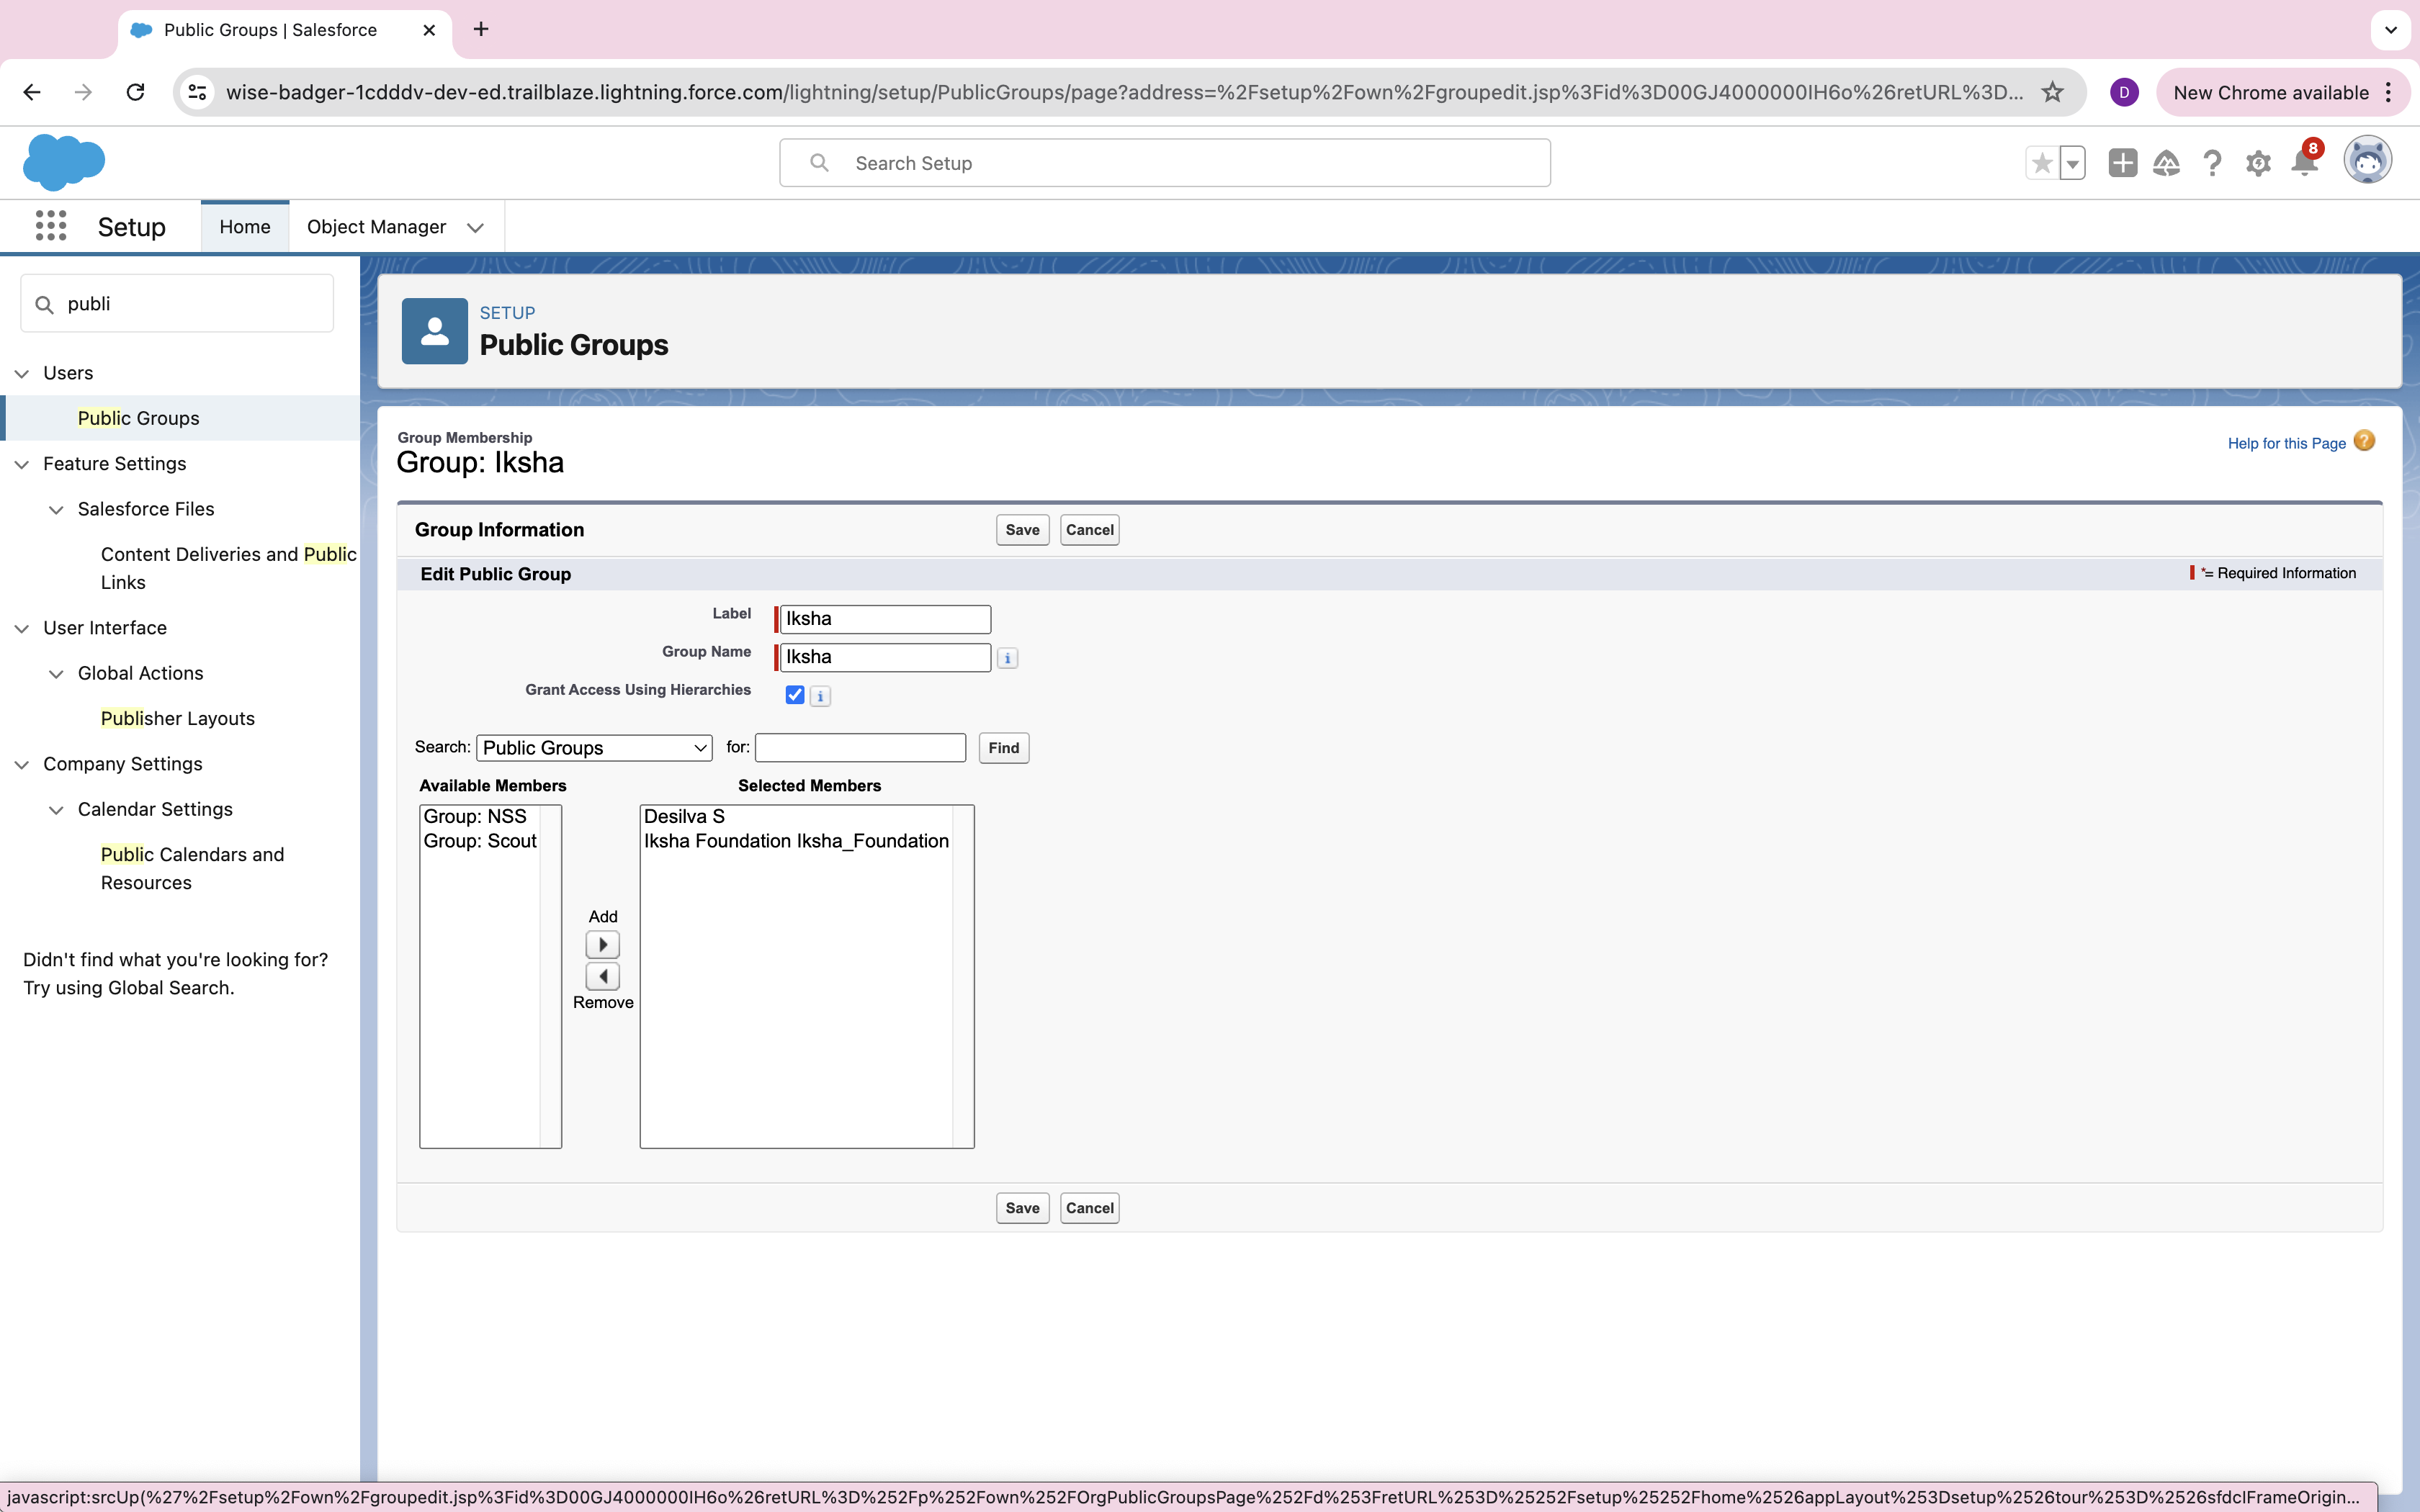 Public Groups | Salesforce
wise-badger-1cdddv-dev-ed.trailblaze.lightning.force.com/lightning/setup/PublicGroups/page?address=%2Fsetup%2Fown%2Fgroupedit.jsp%3Fid%3D00GJ4000000IH6o%26retURL%3D...
D
New Chrome available
Search Setup
8
Setup
Home
Object Manager
publi
Users
Public Groups
Feature Settings
Salesforce Files
Content Deliveries and Public
Links
User Interface
Global Actions
Publisher Layouts
Company Settings
Calendar Settings
Public Calendars and
Resources
Didn't find what you're looking for?
Try using Global Search.
SETUP
Public Groups
Group Membership
Group: Iksha
Help for this Page ?
Group Information
Save
Cancel
Edit Public Group
*= Required Information
Label
Iksha
Group Name
Iksha
i
Grant Access Using Hierarchies
i
Search:
Public Groups
for:
Find
Available Members
Selected Members
Group: NSS
Group: Scout
Add
Remove
Desilva S
Iksha Foundation Iksha_Foundation
Save
Cancel
javascript:srcUp(%27%2Fsetup%2Fown%2Fgroupedit.jsp%3Fid%3D00GJ4000000IH6o%26retURL%3D%252Fp%252Fown%252FOrgPublicGroupsPage%252Fd%253FretURL%253D%25252Fsetup%25252Fhome%2526appLayout%253Dsetup%2526tour%253D%2526sfdcIFrameOrigin...